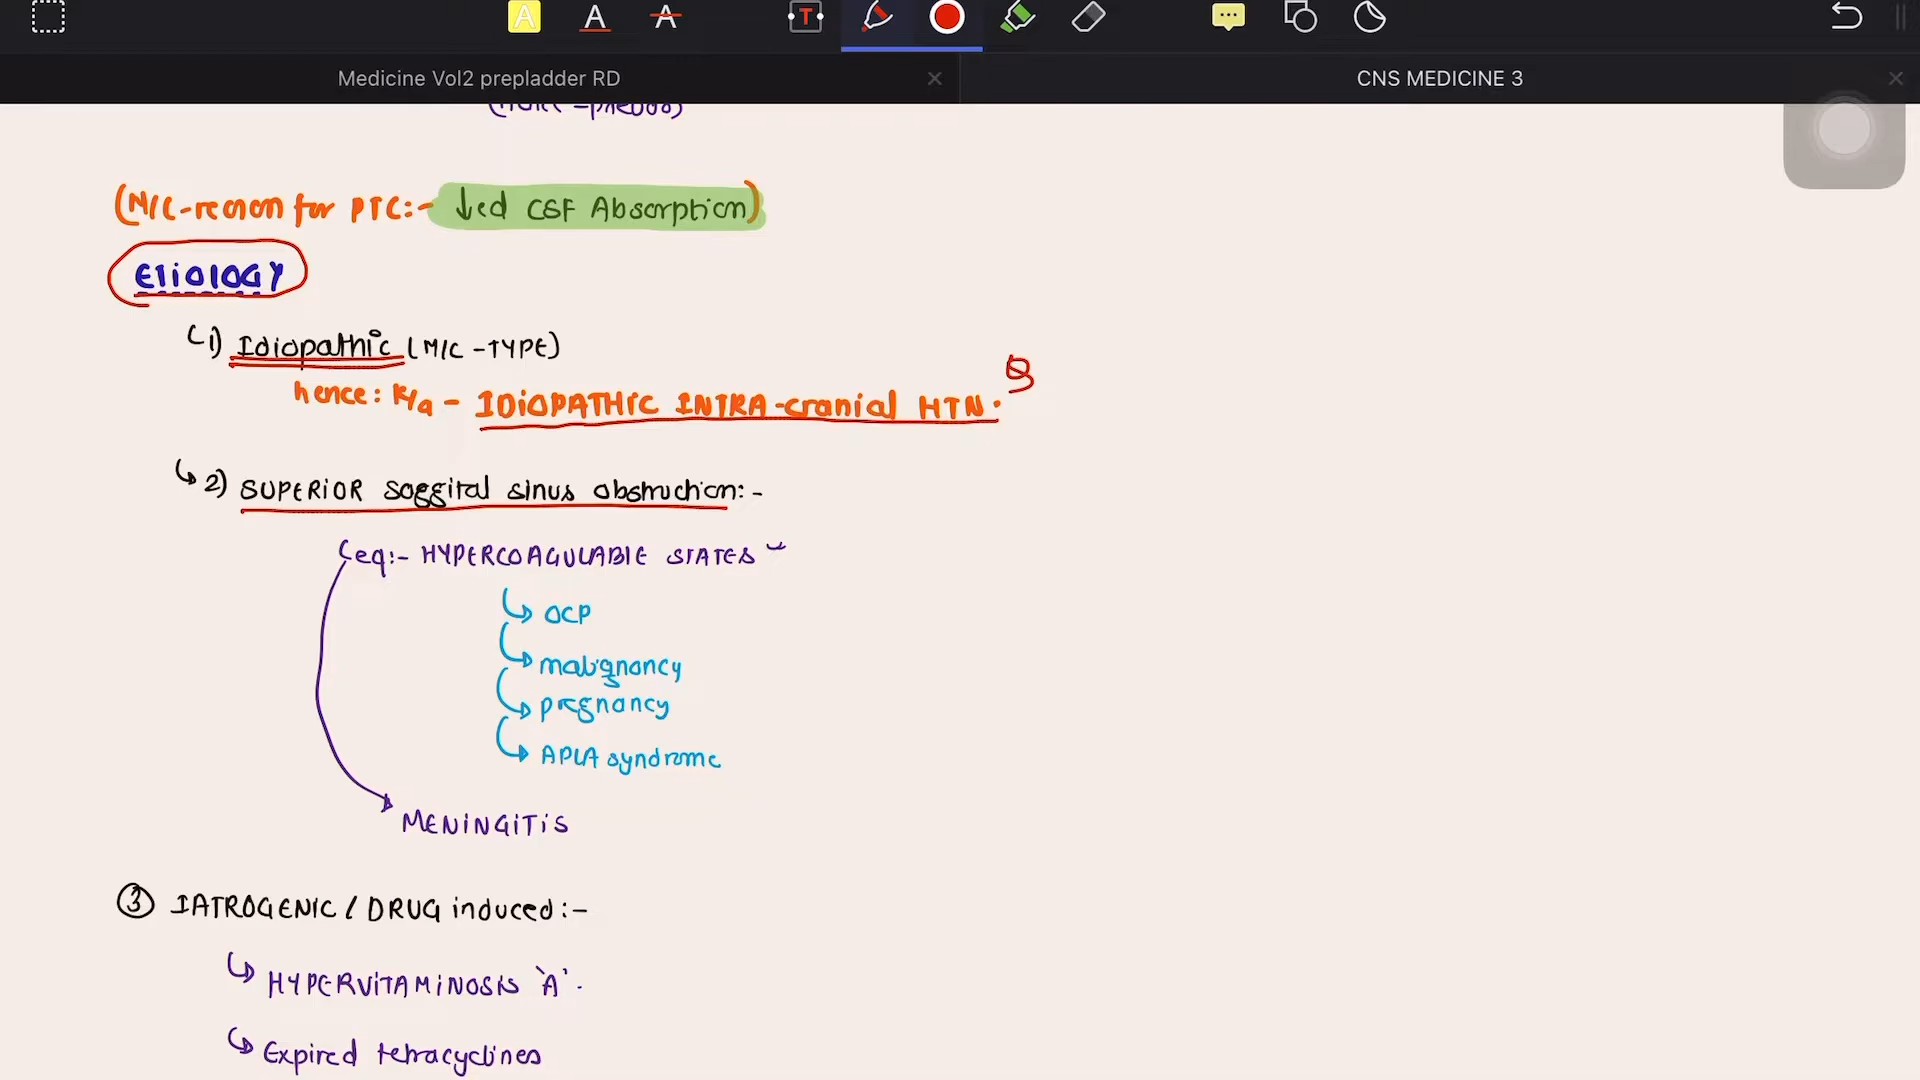 A A A T
Medicine Vol2 prepladder RD
CNS MEDICINE 3
(M/C-reason for PTC:- ↓ed CSF Absorption)
Etiology
1) Idiopathic (M/C -TYPE)
hence: K/a - IDiOPATHIC INTRA-cranial HTN.
2) SUPERIOR saggital sinus obstruction:-
eg:- HYPERCOAGULABLE STATES
OCP
malignancy
pregnancy
APLA syndrome
MENINGITIS
③ IATROGENIC / DRUG induced:-
HYPERVITAMINOSIS 'A'.
Expired tetracyclines